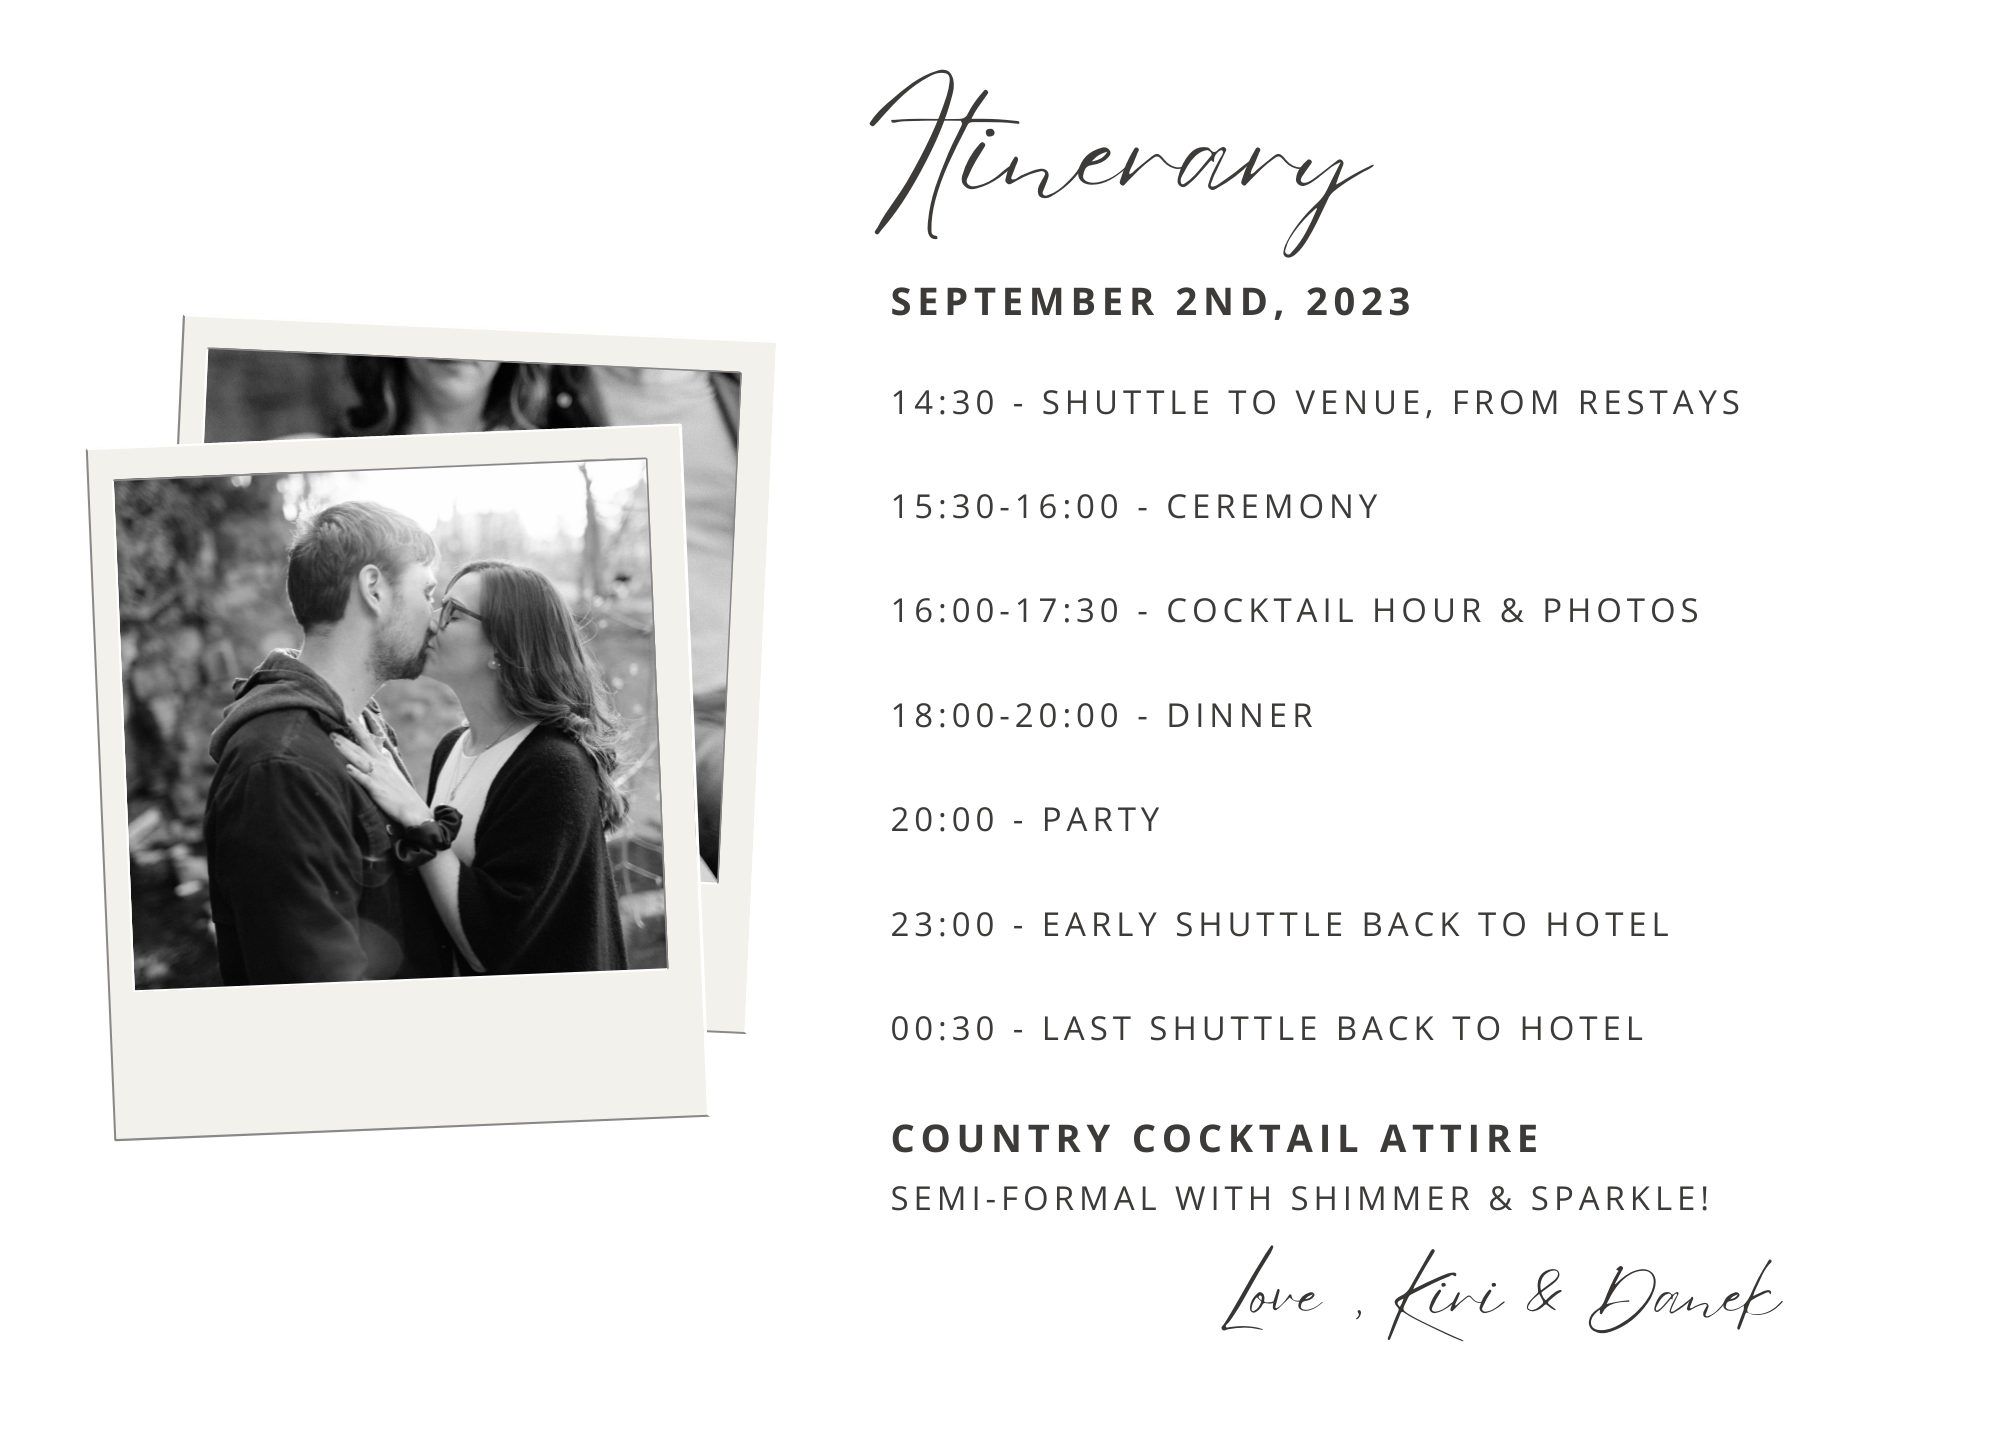 Itinerary
SEPTEMBER 2ND, 2023
14:30 - SHUTTLE TO VENUE, FROM RESTAYS
15:30-16:00 - CEREMONY
16:00-17:30 - COCKTAIL HOUR & PHOTOS
18:00-20:00 - DINNER
20:00 - PARTY
23:00 - EARLY SHUTTLE BACK TO HOTEL
00:30 - LAST SHUTTLE BACK TO HOTEL
COUNTRY COCKTAIL ATTIRE
SEMI-FORMAL WITH SHIMMER & SPARKLE!
Love , Kiri & Danek